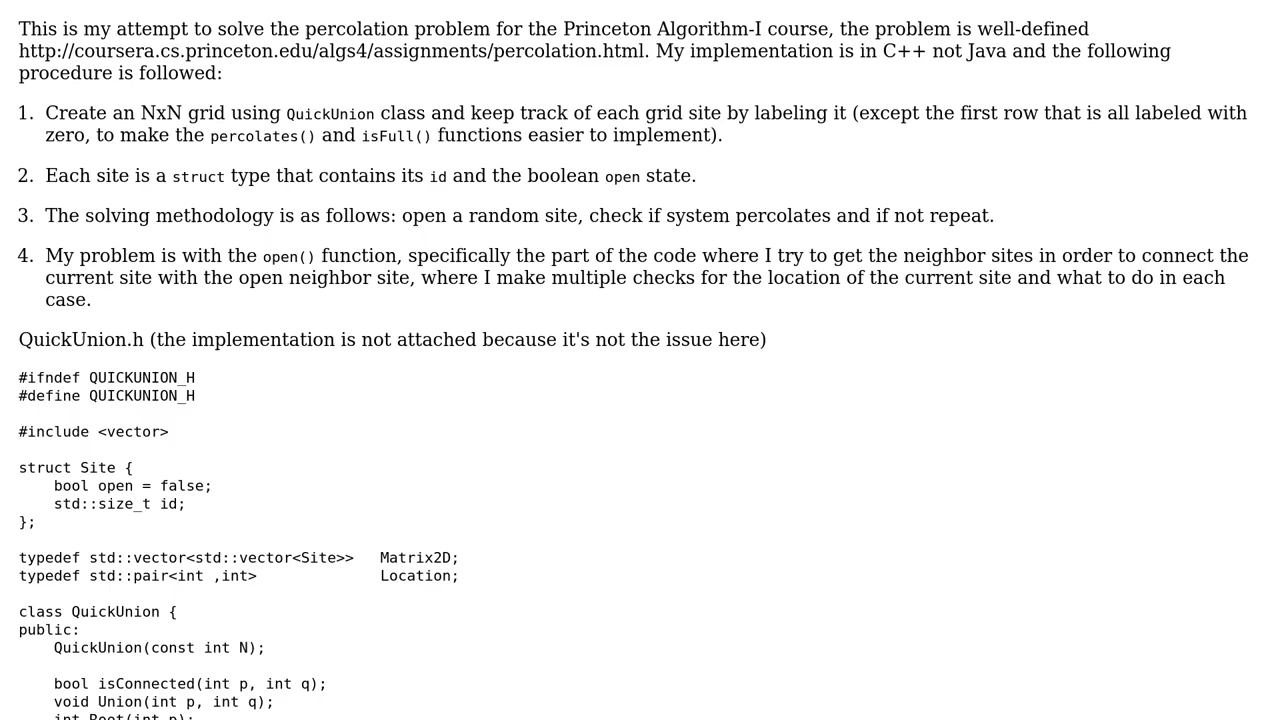 This is my attempt to solve the percolation problem for the Princeton Algorithm-I course, the problem is well-defined
http://coursera.cs.princeton.edu/algs4/assignments/percolation.html. My implementation is in C++ not Java and the following
procedure is followed:
1. Create an NxN grid using QuickUnion class and keep track of each grid site by labeling it (except the first row that is all labeled with
zero, to make the percolates() and isFull() functions easier to implement).
2. Each site is a struct type that contains its id and the boolean open state.
3. The solving methodology is as follows: open a random site, check if system percolates and if not repeat.
4. My problem is with the open() function, specifically the part of the code where I try to get the neighbor sites in order to connect the
current site with the open neighbor site, where I make multiple checks for the location of the current site and what to do in each
case.
QuickUnion.h (the implementation is not attached because it's not the issue here)
#ifndef QUICKUNION_H
#define QUICKUNION_H
#include <vector>
struct Site {
    bool open = false;
    std::size_t id;
};
typedef std::vector<std::vector<Site>>   Matrix2D;
typedef std::pair<int ,int>              Location;
class QuickUnion {
public:
    QuickUnion(const int N);
    bool isConnected(int p, int q);
    void Union(int p, int q);
    int Root(int p);